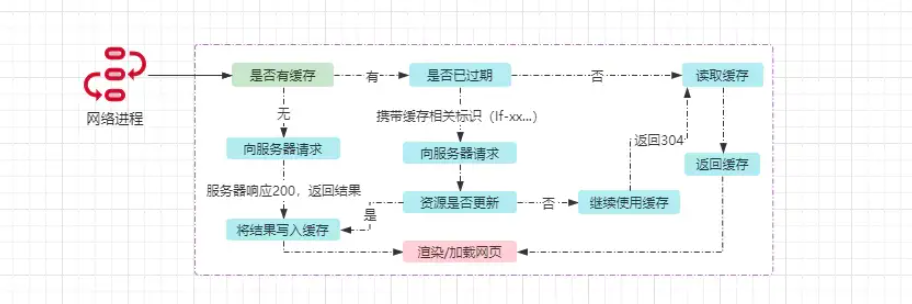 网络进程
是否有缓存
有
是否已过期
否
读取缓存
无
携带缓存相关标识（If-xx...）
向服务器请求
向服务器请求
返回304
返回缓存
服务器响应200，返回结果
资源是否更新
否
继续使用缓存
是
将结果写入缓存
渲染/加载网页